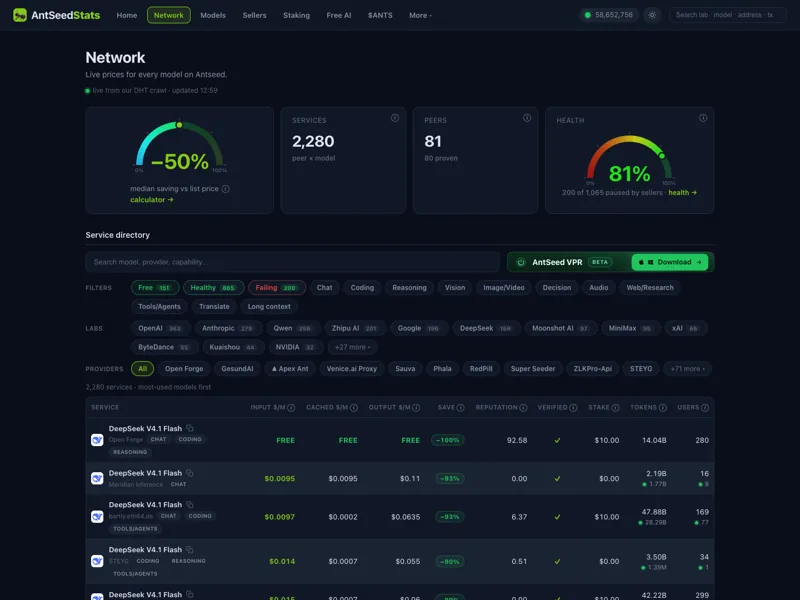 AntSeedStats Home Network Models Sellers Staking Free AI $ANTS More 58,652,756 Search lab · model · address · tx
Network
Live prices for every model on Antseed.
live from our DHT crawl · updated 12:59
−50%
0% 100%
median saving vs list price
calculator →
SERVICES
2,280
peer × model
PEERS
81
80 proven
HEALTH
81%
0% 100%
200 of 1,065 paused by sellers · health →
Service directory
Search model, provider, capability...
AntSeed VPR BETA Download →
FILTERS Free 151 Healthy 865 Failing 200 Chat Coding Reasoning Vision Image/Video Decision Audio Web/Research
Tools/Agents Translate Long context
LABS OpenAI 363 Anthropic 279 Qwen Zhipu AI 201 Google DeepSeek 159 Moonshot AI 97 MiniMax xAI
ByteDance Kuaishou 44 NVIDIA 32 +27 more
PROVIDERS All Open Forge GesundAI Apex Ant Venice.ai Proxy Sauva Phala RedPill Super Seeder ZLKPro-Api STEYG +71 more
2,280 services · most-used models first
SERVICE INPUT $/M CACHED $/M OUTPUT $/M SAVE REPUTATION VERIFIED STAKE TOKENS USERS
DeepSeek V4.1 Flash
Open Forge CHAT CODING
REASONING
FREE FREE FREE −100% 92.58 ✓ $10.00 14.04B 280
DeepSeek V4.1 Flash
Meridian Inference CHAT
$0.0095 $0.0095 $0.11 −93% 0.00 ✓ $0.00 2.19B 16
1.77B 8
DeepSeek V4.1 Flash
bartly.eth64.de CHAT CODING
TOOLS/AGENTS
$0.0097 $0.0002 $0.0635 −93% 6.37 ✓ $10.00 47.88B 169
28.29B 77
DeepSeek V4.1 Flash
STEYG CODING REASONING
TOOLS/AGENTS
$0.014 $0.0007 $0.055 −90% 0.51 ✓ $0.00 3.50B 34
1.39M 1
DeepSeek V4.1 Flash
$0.015 $0.06 0.00 $10.00 42.22B 299